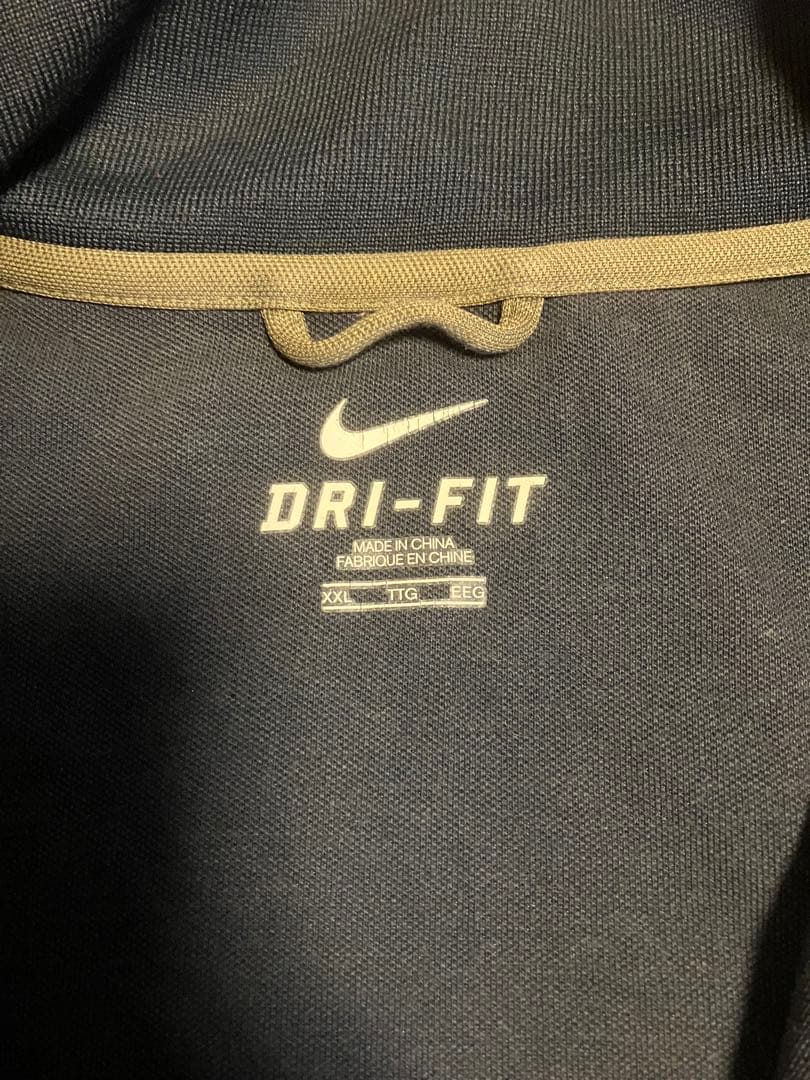 DRI-FIT
MADE IN CHINA
FABRIQUE EN CHINE
XXL TTG EEG